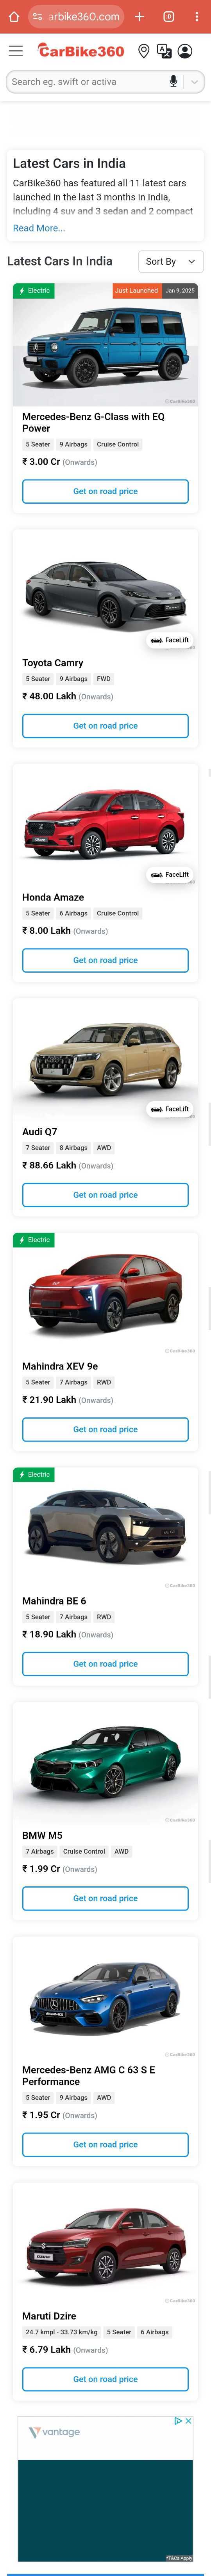 arbike360.com
CarBike360
Search eg. swift or activa
Latest Cars in India
CarBike360 has featured all 11 latest cars
launched in the last 3 months in India,
including 4 suv and 3 sedan and 2 compact
Read More...
Latest Cars In India
Sort By
Electric
Just Launched
Jan 9, 2025
CarBike360
Mercedes-Benz G-Class with EQ
Power
5 Seater 9 Airbags Cruise Control
₹ 3.00 Cr (Onwards)
Get on road price
FaceLift
Toyota Camry
5 Seater 9 Airbags FWD
₹ 48.00 Lakh (Onwards)
Get on road price
FaceLift
Honda Amaze
5 Seater 6 Airbags Cruise Control
₹ 8.00 Lakh (Onwards)
Get on road price
FaceLift
Audi Q7
7 Seater 8 Airbags AWD
₹ 88.66 Lakh (Onwards)
Get on road price
Electric
CarBike360
Mahindra XEV 9e
5 Seater 7 Airbags RWD
₹ 21.90 Lakh (Onwards)
Get on road price
Electric
CarBike360
Mahindra BE 6
5 Seater 7 Airbags RWD
₹ 18.90 Lakh (Onwards)
Get on road price
CarBike360
BMW M5
7 Airbags Cruise Control AWD
₹ 1.99 Cr (Onwards)
Get on road price
CarBike360
Mercedes-Benz AMG C 63 S E
Performance
5 Seater 9 Airbags AWD
₹ 1.95 Cr (Onwards)
Get on road price
CarBike360
Maruti Dzire
24.7 kmpl - 33.73 km/kg 5 Seater 6 Airbags
₹ 6.79 Lakh (Onwards)
Get on road price
vantage
*T&Cs Apply